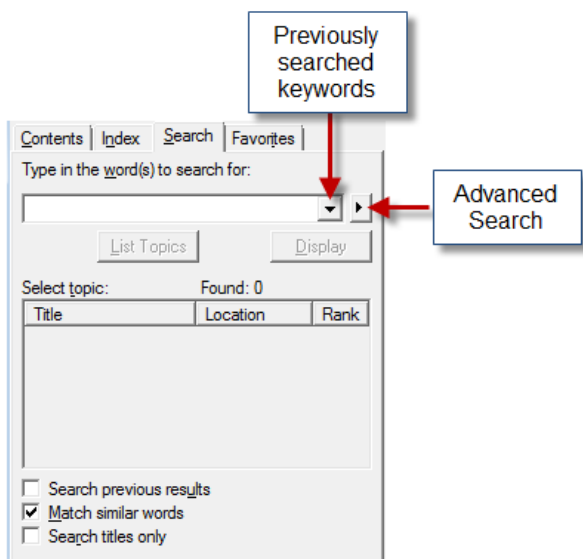 Previously
searched
keywords
Contents Index Search Favorites
Type in the word(s) to search for:
Advanced
Search
List Topics Display
Select topic: Found: 0
Title Location Rank
Search previous results
Match similar words
Search titles only